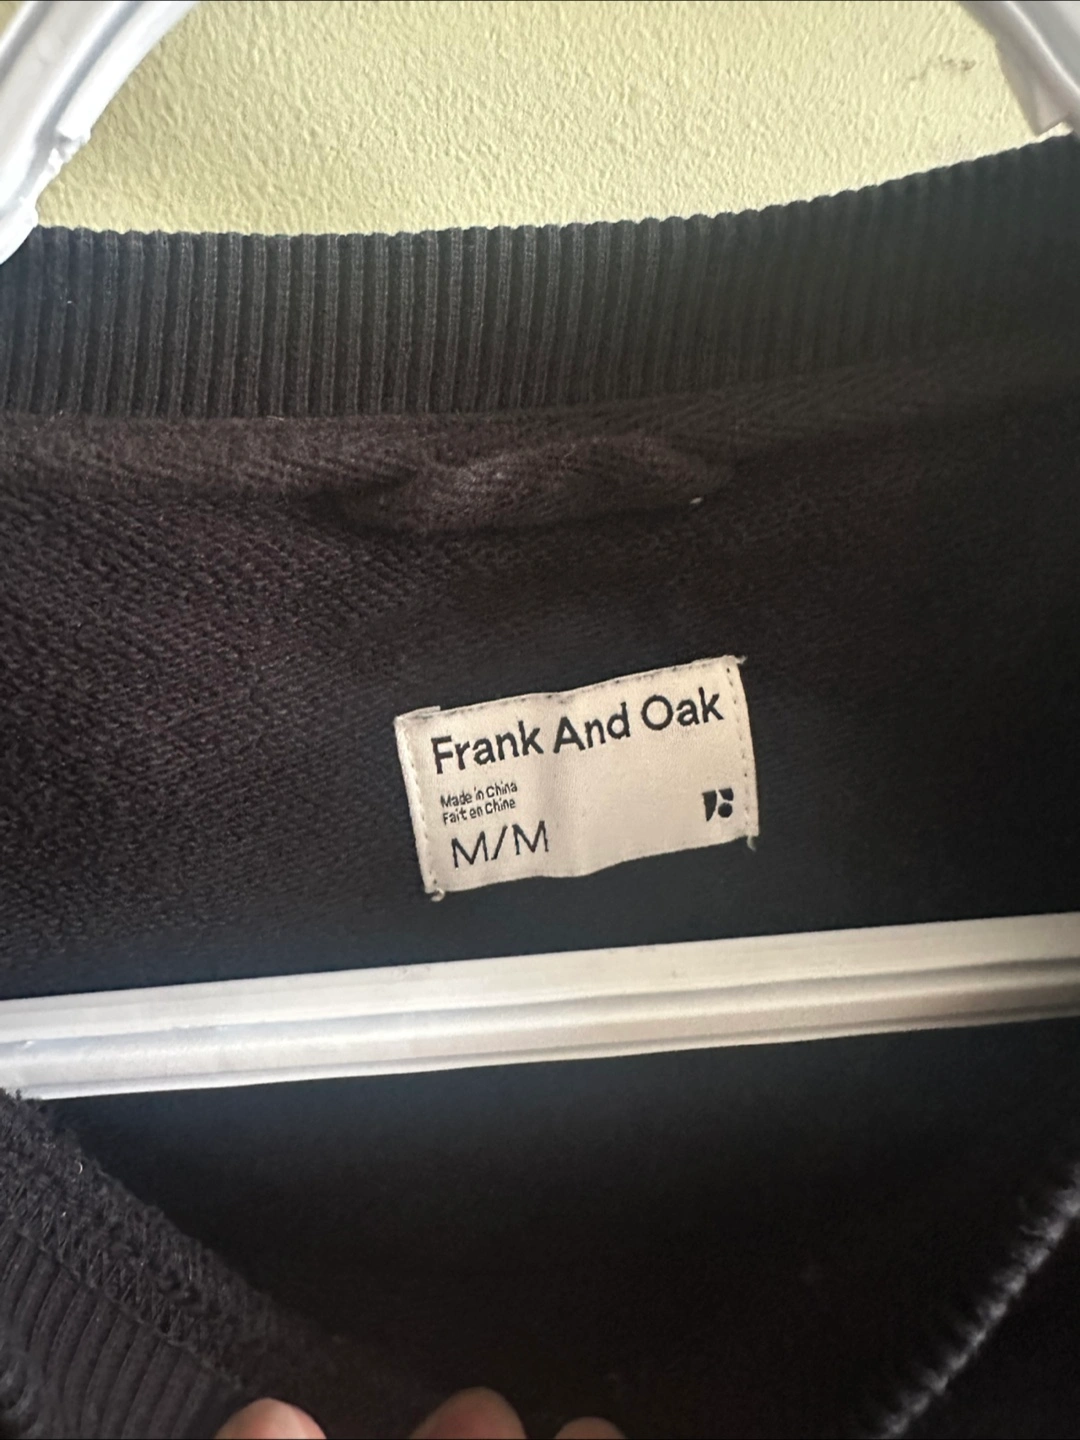 Frank And Oak
Made in China
Fait en Chine
M/M